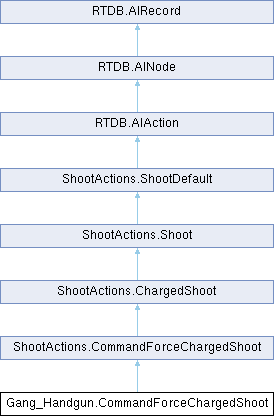 RTDB.AIRecord
RTDB.AINode
RTDB.AIAction
ShootActions.ShootDefault
ShootActions.Shoot
ShootActions.ChargedShoot
ShootActions.CommandForceChargedShoot
Gang_Handgun.CommandForceChargedShoot